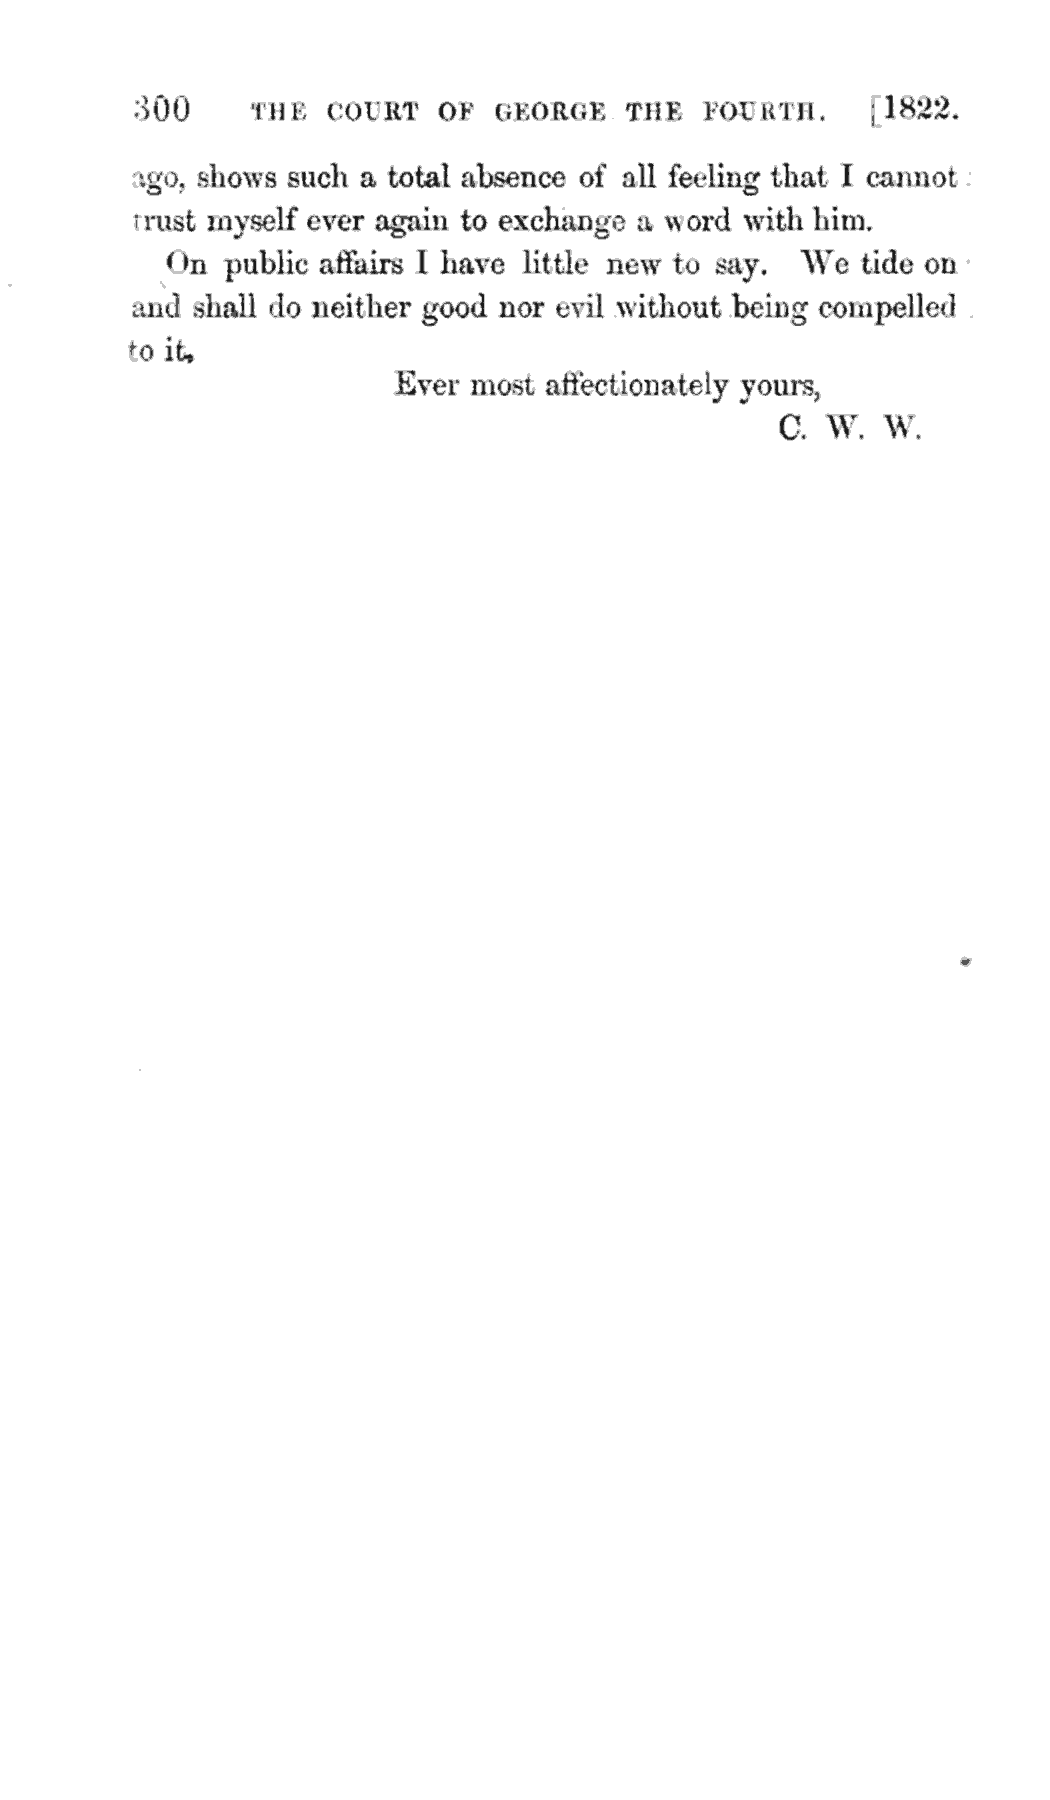 300 THE COURT OF GEORGE THE FOURTH. [1822.
ago, shows such a total absence of all feeling that I cannot
trust myself ever again to exchange a word with him.
On public affairs I have little new to say. We tide on
and shall do neither good nor evil without being compelled
to it,
Ever most affectionately yours,
C. W. W.